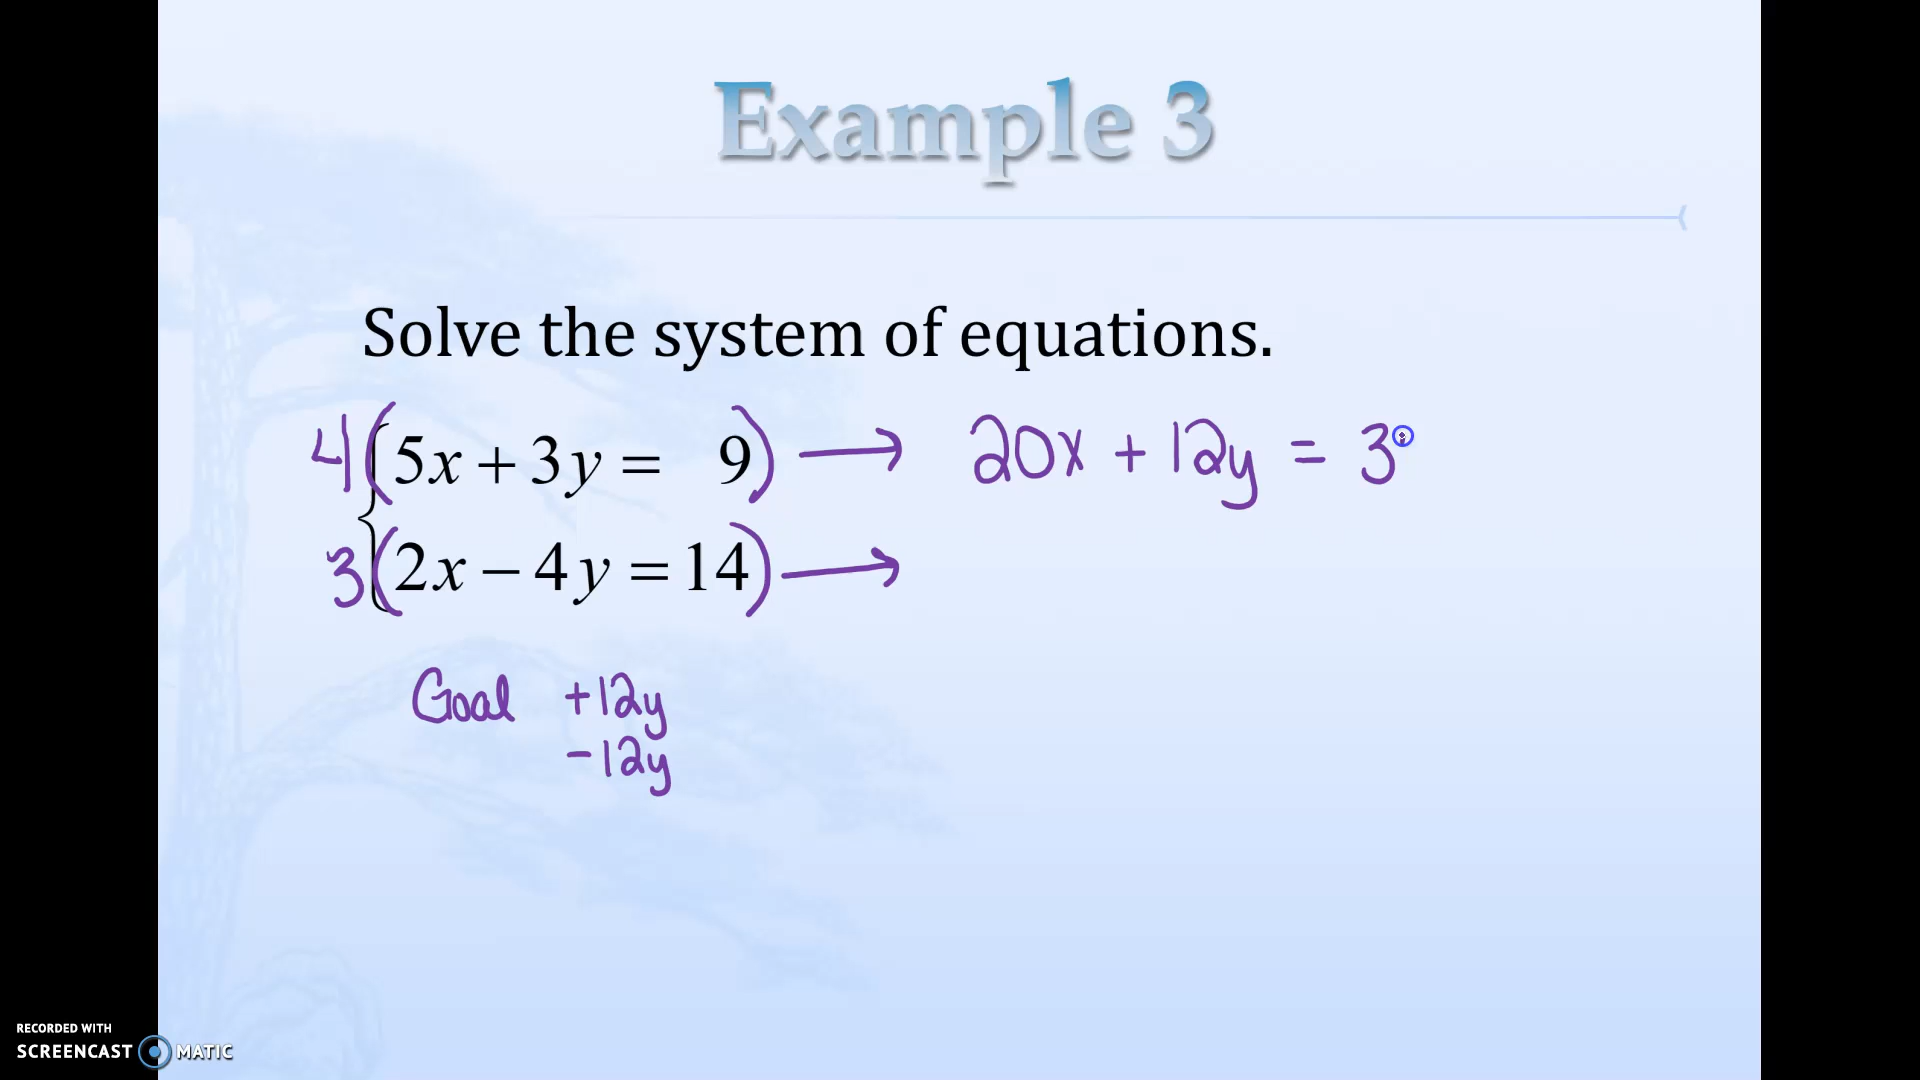 Example 3
Solve the system of equations.
4(5x + 3y = 9) → 20x + 12y = 3
3(2x − 4y = 14) →
Goal +12y
−12y
RECORDED WITH
SCREENCAST MATIC